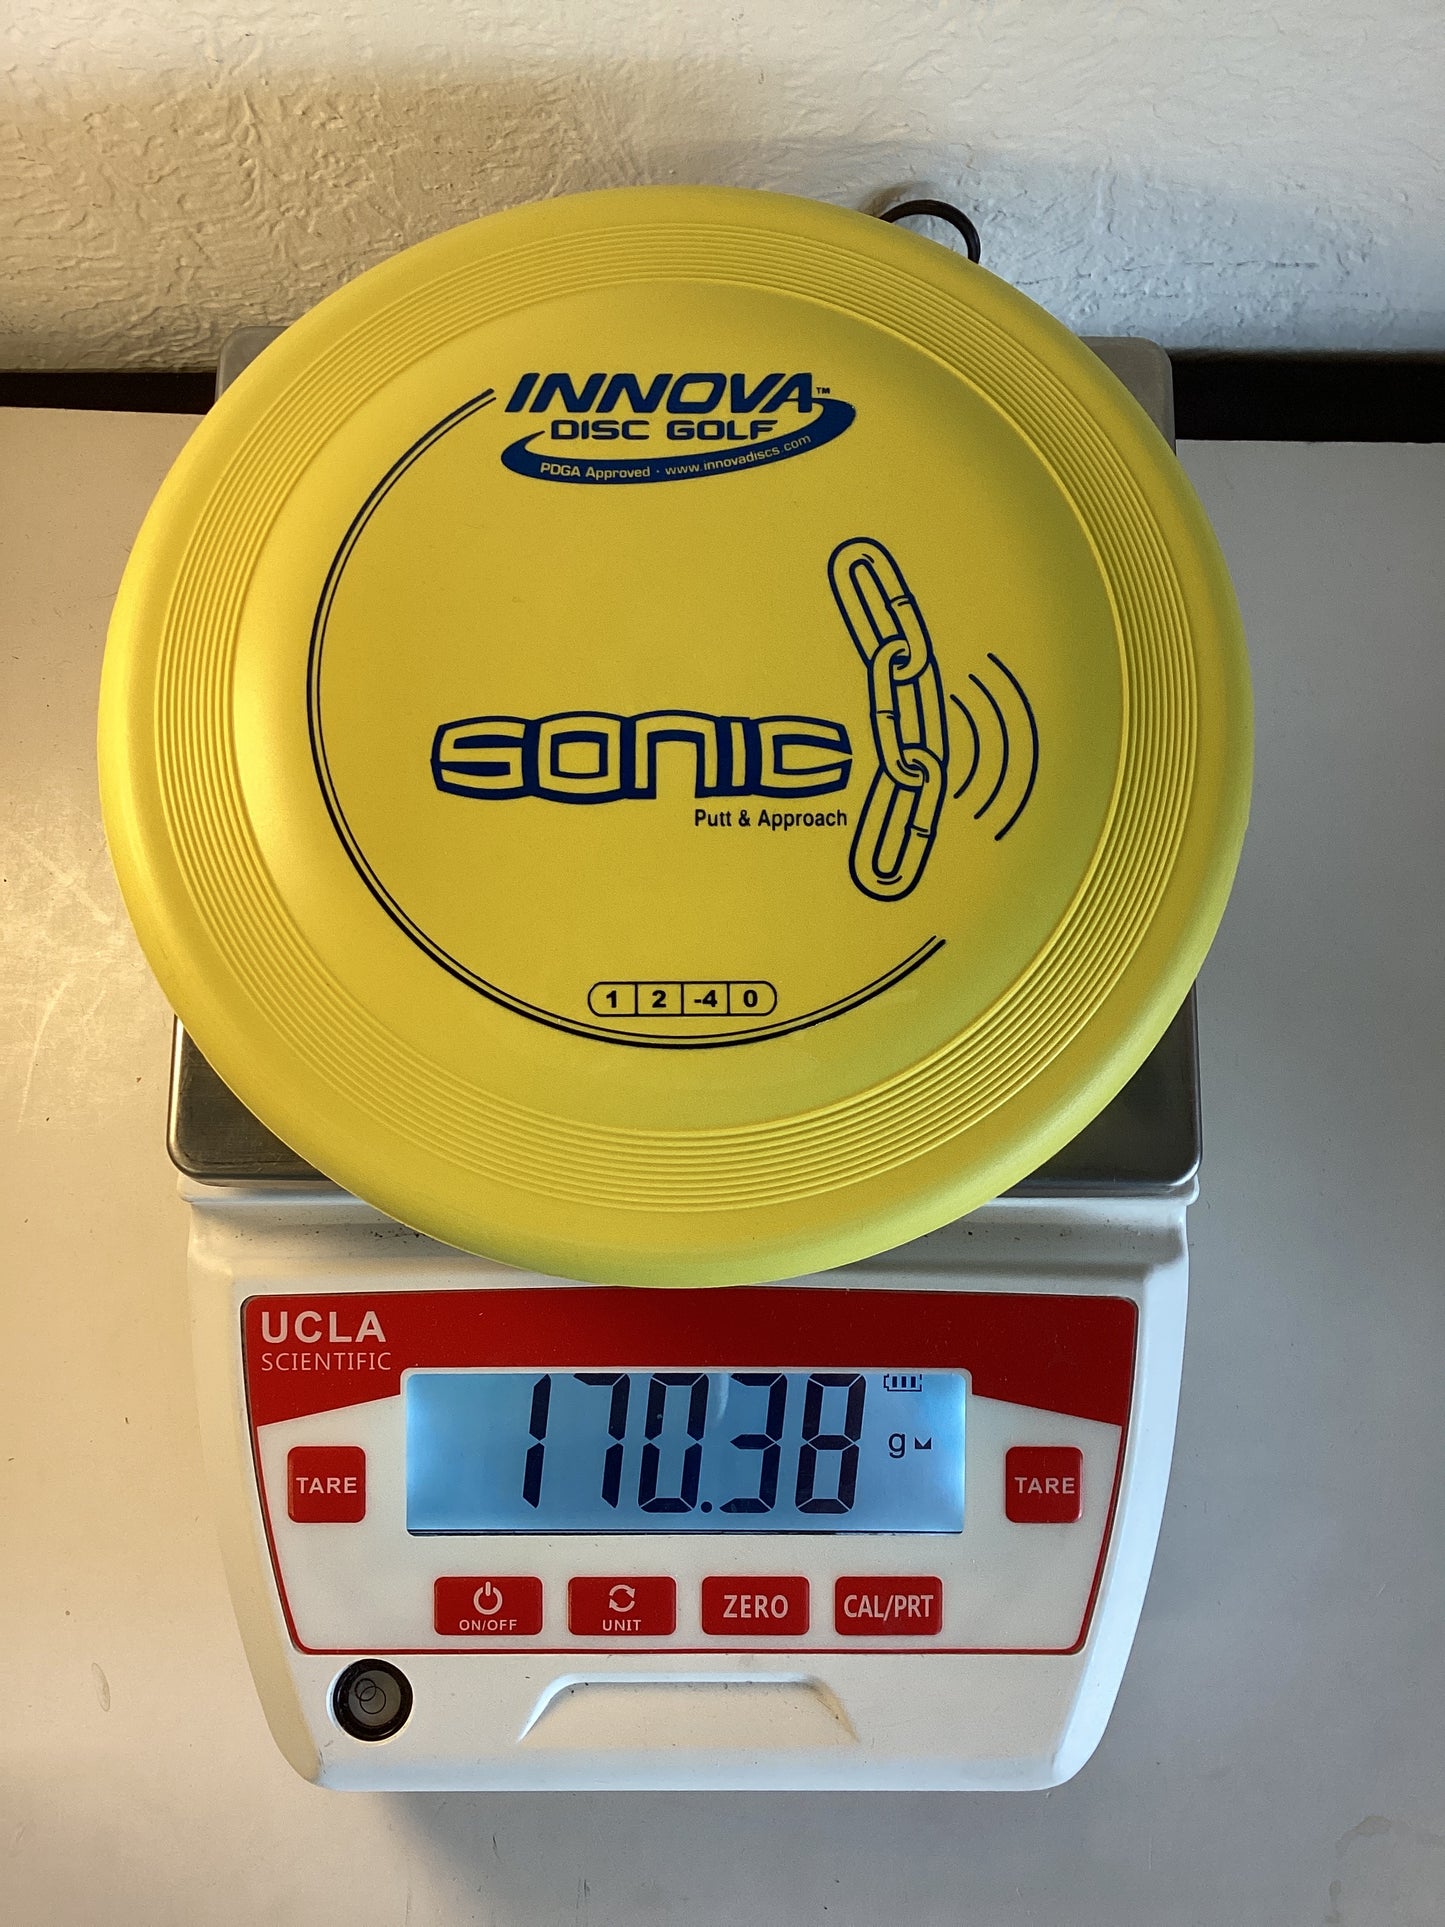 INNOVA™
DISC GOLF
PDGA Approved · www.innovadiscs.com
SONIC
Putt & Approach
1 2 -4 0
UCLA
SCIENTIFIC
170.38 g
TARE
TARE
ON/OFF UNIT ZERO CAL/PRT